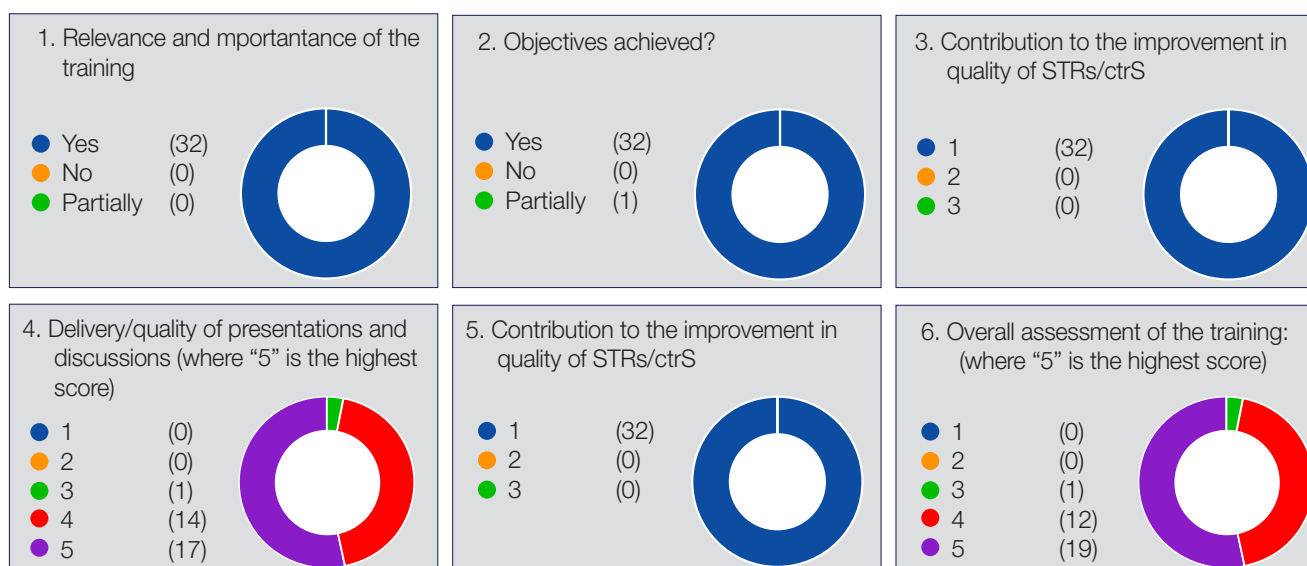 1. Relevance and mportantance of the
training
Yes (32)
No (0)
Partially (0)
2. Objectives achieved?
Yes (32)
No (0)
Partially (1)
3. Contribution to the improvement in
quality of STRs/ctrS
1 (32)
2 (0)
3 (0)
4. Delivery/quality of presentations and
discussions (where “5” is the highest
score)
1 (0)
2 (0)
3 (1)
4 (14)
5 (17)
5. Contribution to the improvement in
quality of STRs/ctrS
1 (32)
2 (0)
3 (0)
6. Overall assessment of the training:
(where “5” is the highest score)
1 (0)
2 (0)
3 (1)
4 (12)
5 (19)